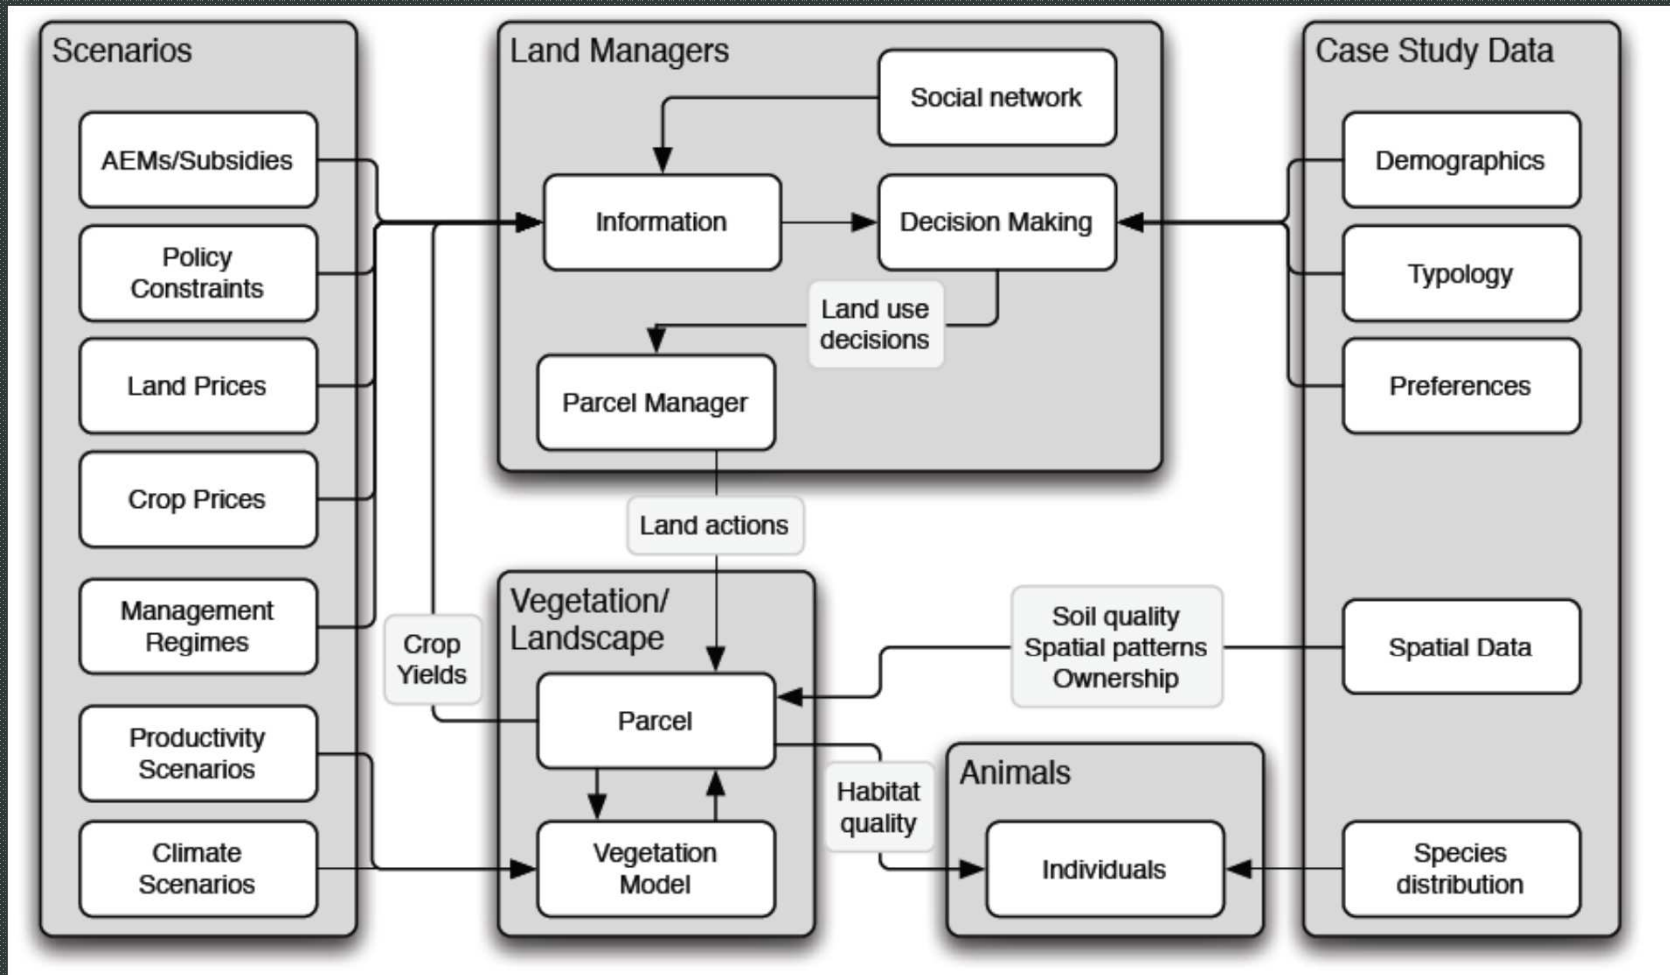 Scenarios
AEMs/Subsidies
Policy
Constraints
Land Prices
Crop Prices
Management
Regimes
Productivity
Scenarios
Climate
Scenarios
Land Managers
Social network
Information
Decision Making
Land use
decisions
Parcel Manager
Land actions
Crop
Yields
Vegetation/
Landscape
Parcel
Vegetation
Model
Soil quality
Spatial patterns
Ownership
Habitat
quality
Animals
Individuals
Case Study Data
Demographics
Typology
Preferences
Spatial Data
Species
distribution